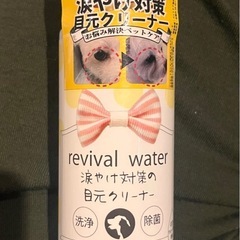 涙やけ対策
目元クリーナー
お悩み解決ペットケア
revival water
涙やけ対策の
目元クリーナー
洗浄
除菌